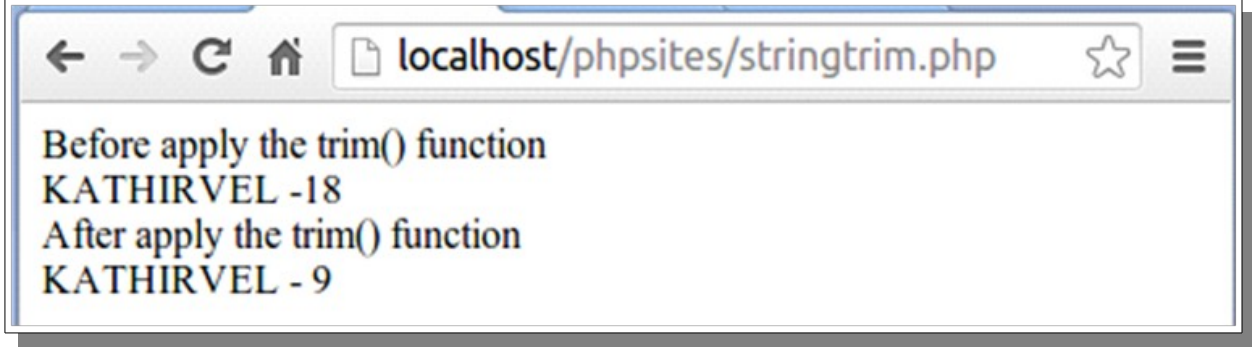 localhost/phpsites/stringtrim.php
Before apply the trim() function
KATHIRVEL -18
After apply the trim() function
KATHIRVEL - 9